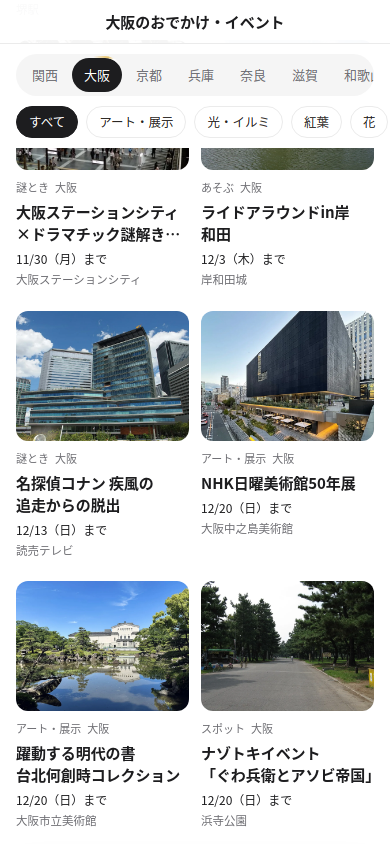 大阪のおでかけ・イベント
関西 大阪 京都 兵庫 奈良 滋賀 和歌
すべて アート・展示 光・イルミ 紅葉 花
謎とき 大阪
大阪ステーションシティ
×ドラマチック謎解き…
11/30（月）まで
大阪ステーションシティ
あそぶ 大阪
ライドアラウンドin岸
和田
12/3（木）まで
岸和田城
謎とき 大阪
名探偵コナン 疾風の
追走からの脱出
12/13（日）まで
読売テレビ
アート・展示 大阪
NHK日曜美術館50年展
12/20（日）まで
大阪中之島美術館
アート・展示 大阪
躍動する明代の書
台北何創時コレクション
12/20（日）まで
大阪市立美術館
スポット 大阪
ナゾトキイベント
「ぐわ兵衛とアソビ帝国」
12/20（日）まで
浜寺公園